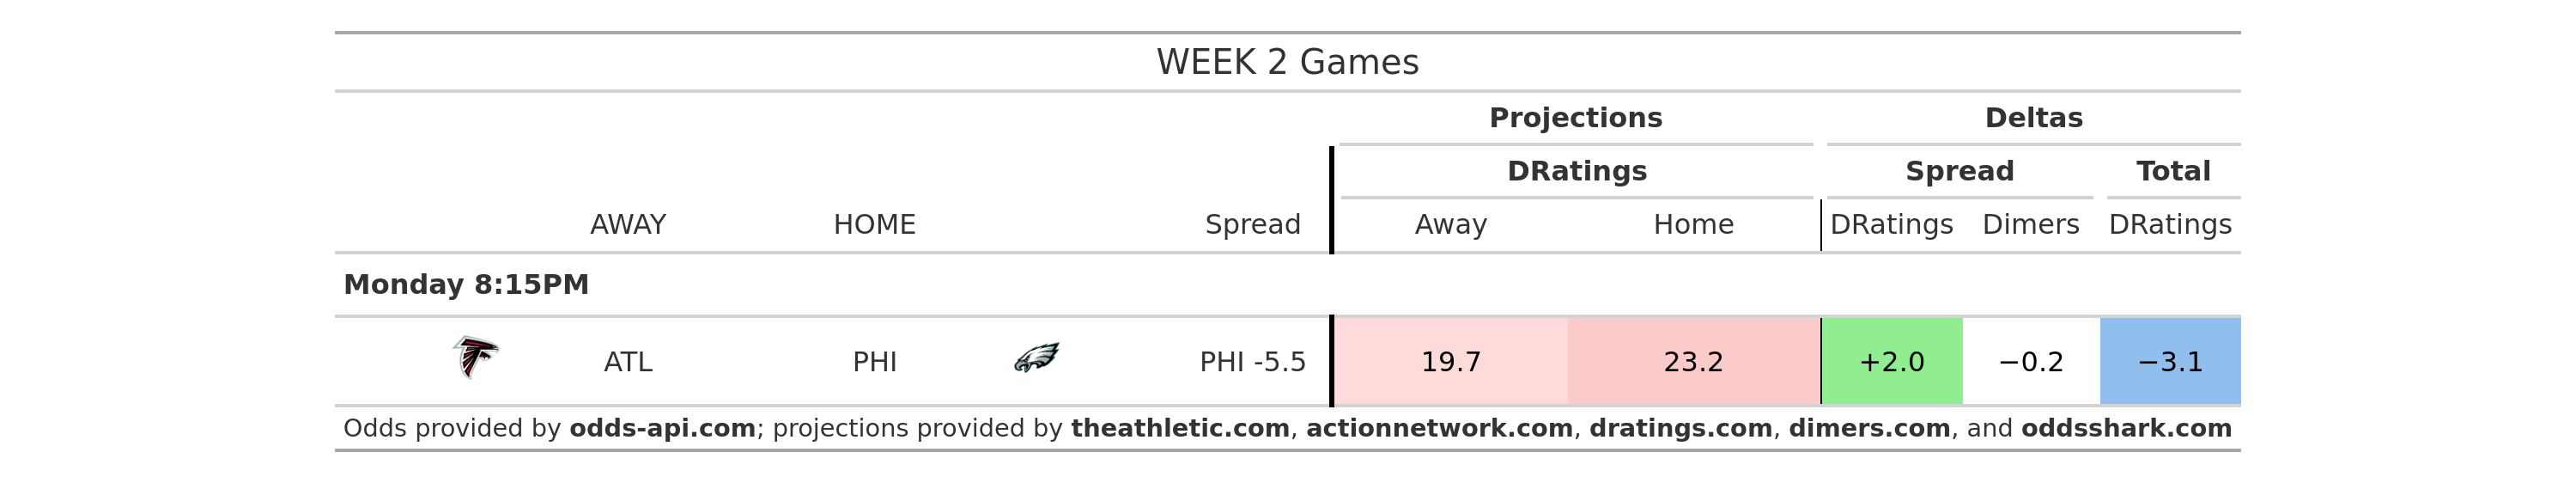 WEEK 2 Games
Projections Deltas
DRatings Spread Total
AWAY HOME Spread Away Home DRatings Dimers DRatings
Monday 8:15PM
ATL PHI PHI -5.5 19.7 23.2 +2.0 −0.2 −3.1
Odds provided by odds-api.com; projections provided by theathletic.com, actionnetwork.com, dratings.com, dimers.com, and oddsshark.com